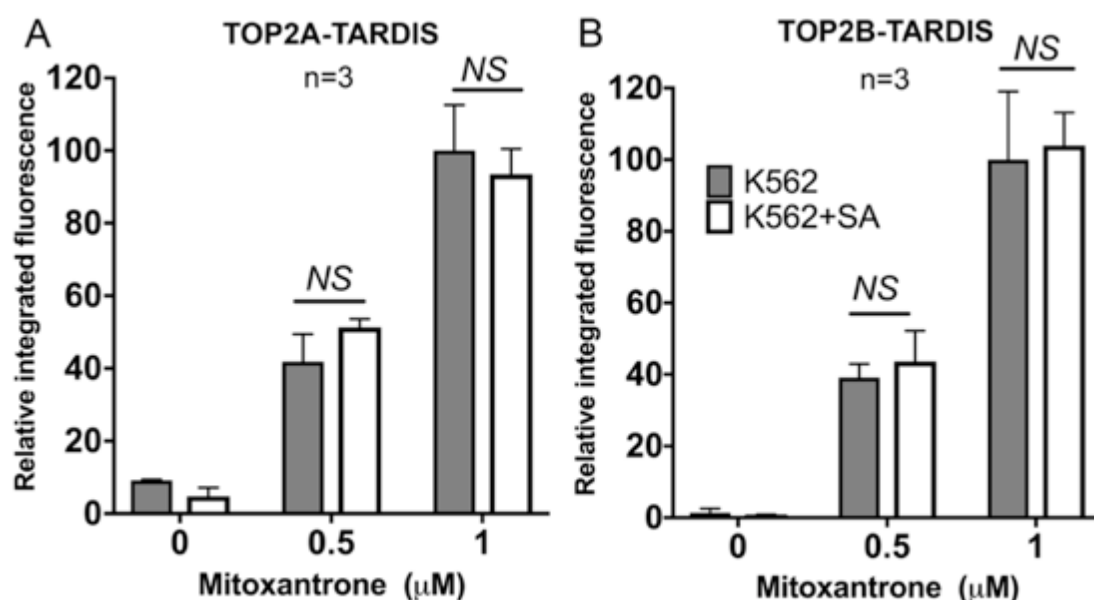 A
TOP2A-TARDIS
n=3
NS
NS
Relative integrated fluorescence
120
100
80
60
40
20
0
0 0.5 1
Mitoxantrone (μM)
B
TOP2B-TARDIS
n=3
NS
NS
K562
K562+SA
Relative integrated fluorescence
120
100
80
60
40
20
0
0 0.5 1
Mitoxantrone (μM)